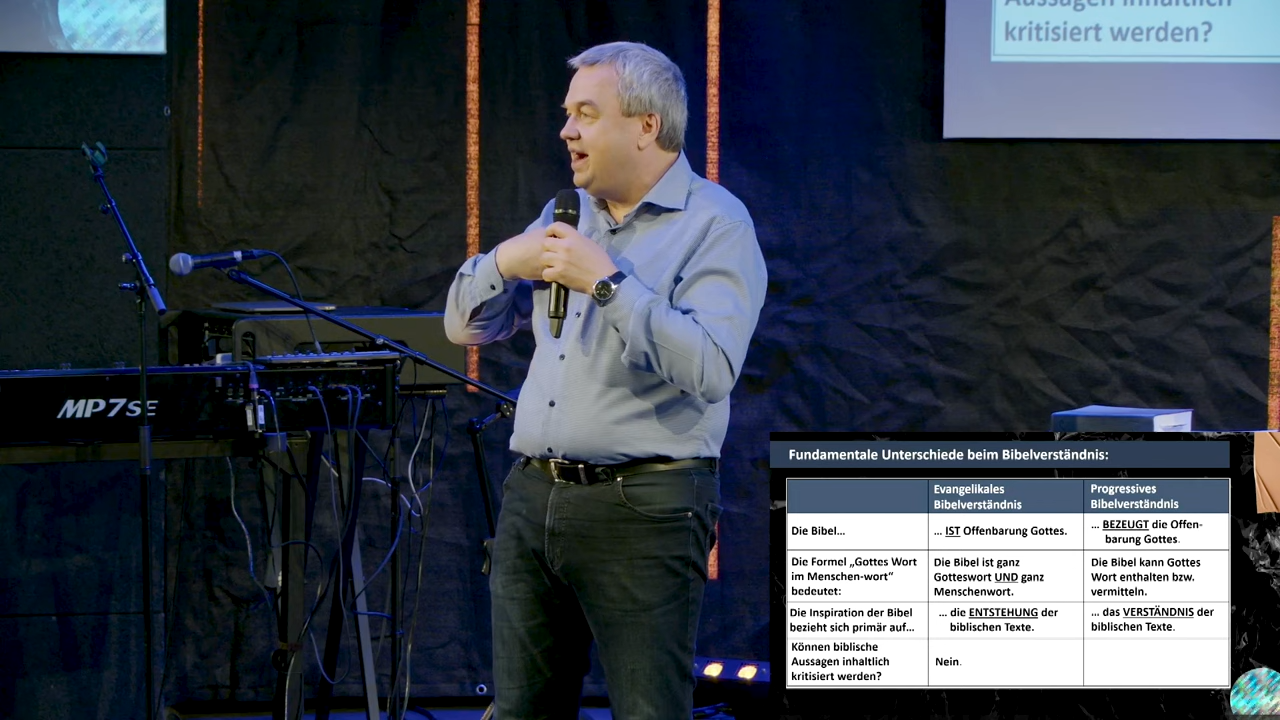 Aussagen inhaltlich
kritisiert werden?
MP7SE
Fundamentale Unterschiede beim Bibelverständnis:
Evangelikales
Bibelverständnis
Progressives
Bibelverständnis
Die Bibel...
... IST Offenbarung Gottes.
... BEZEUGT die Offen-
barung Gottes.
Die Formel „Gottes Wort
im Menschen-wort“
bedeutet:
Die Bibel ist ganz
Gotteswort UND ganz
Menschenwort.
Die Bibel kann Gottes
Wort enthalten bzw.
vermitteln.
Die Inspiration der Bibel
bezieht sich primär auf...
... die ENTSTEHUNG der
biblischen Texte.
... das VERSTÄNDNIS der
biblischen Texte.
Können biblische
Aussagen inhaltlich
kritisiert werden?
Nein.